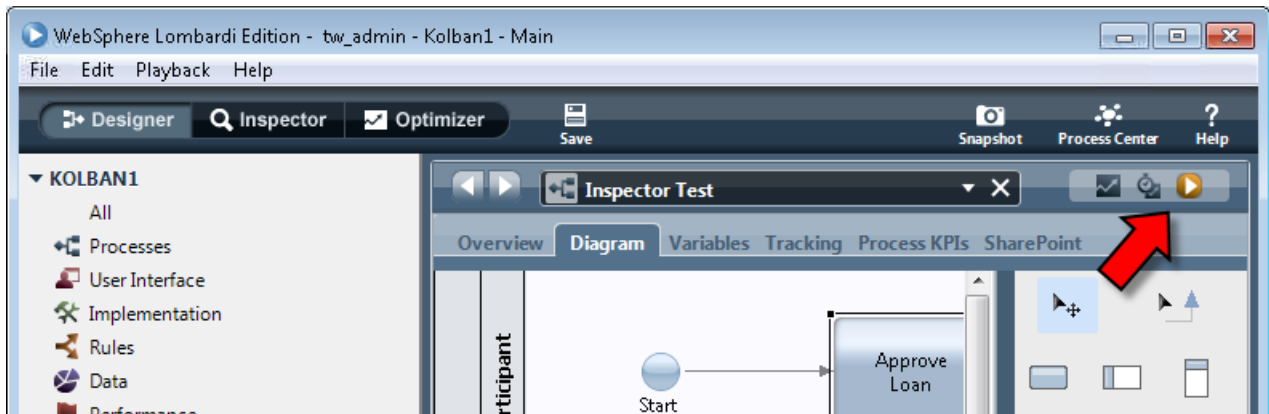 WebSphere Lombardi Edition - tw_admin - Kolban1 - Main
File Edit Playback Help
Designer Inspector Optimizer Save Snapshot Process Center ? Help
KOLBAN1
All
Processes
User Interface
Implementation
Rules
Data
Performance
Inspector Test
Overview Diagram Variables Tracking Process KPIs SharePoint
Start
Approve
Loan